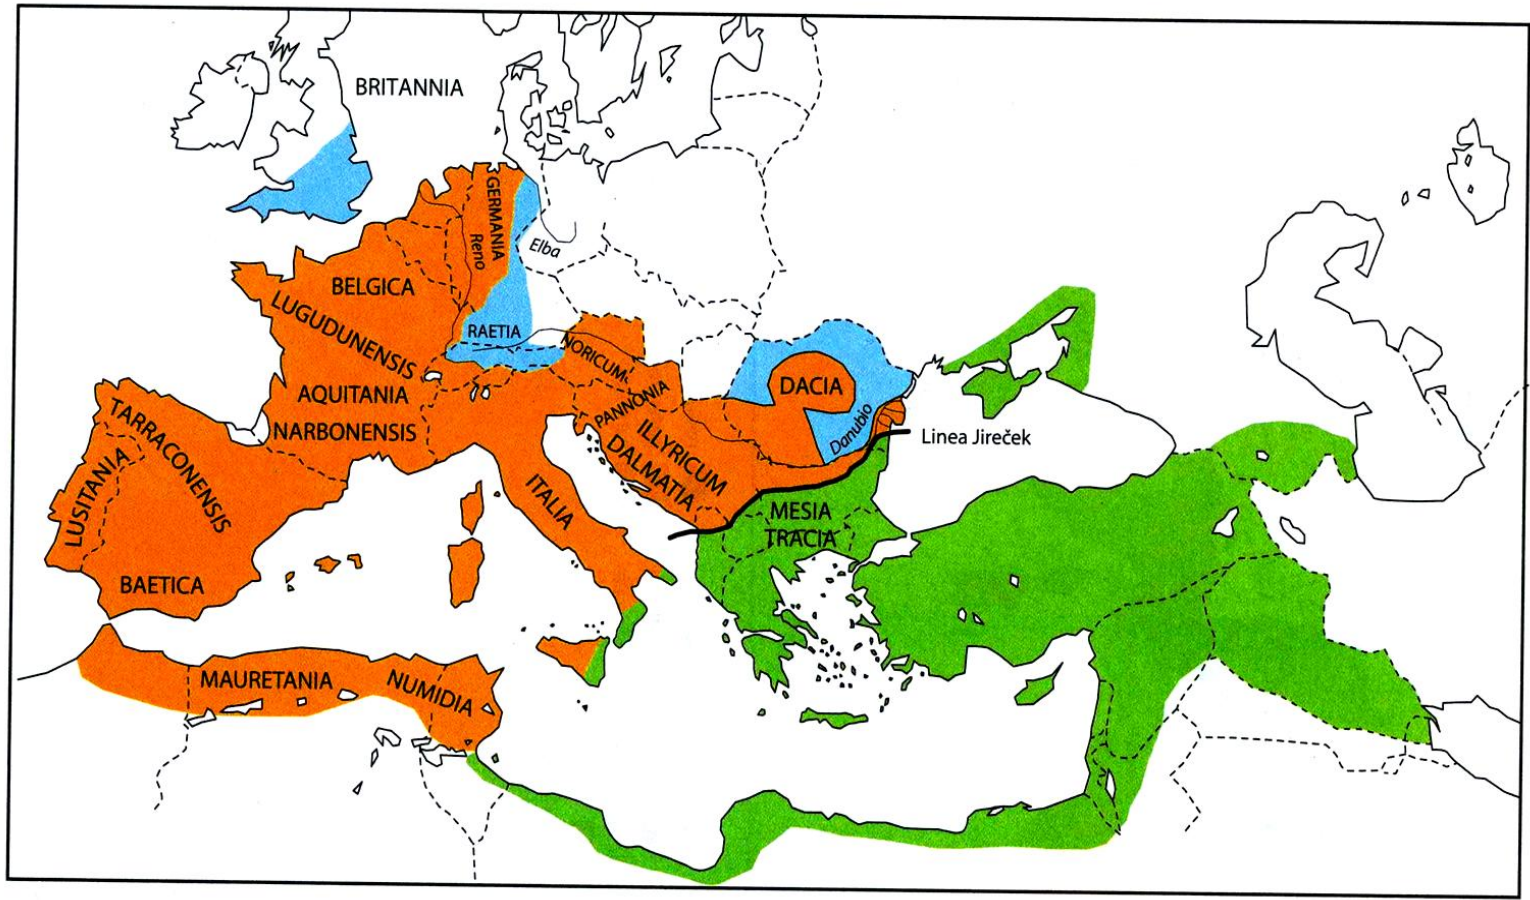 BRITANNIA
GERMANIA
Reno
Elba
BELGICA
LUGUDUNENSIS
RAETIA
NORICUM
PANNONIA
DACIA
Danubio
AQUITANIA
NARBONENSIS
TARRACONENSIS
LUSITANIA
BAETICA
ITALIA
ILLYRICUM
DALMATIA
Linea Jireček
MESIA
TRACIA
MAURETANIA
NUMIDIA